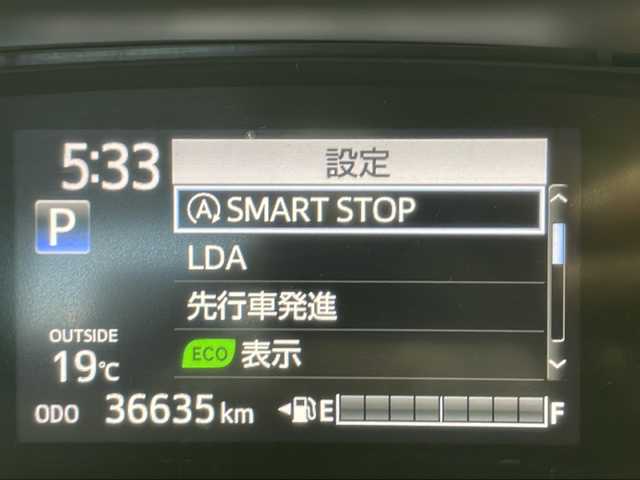 5:33
設定
P
SMART STOP
LDA
先行車発進
ECO 表示
OUTSIDE
19℃
ODO 36635 km E F